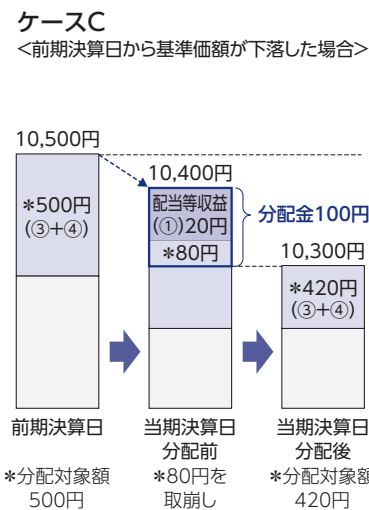 ケースC
<前期決算日から基準価額が下落した場合>
10,500円
10,400円
*500円
(③+④)
配当等収益
(①)20円
*80円
分配金100円
10,300円
*420円
(③+④)
前期決算日
当期決算日
分配前
当期決算日
分配後
*分配対象額
500円
*80円を
取崩し
*分配対象額
420円